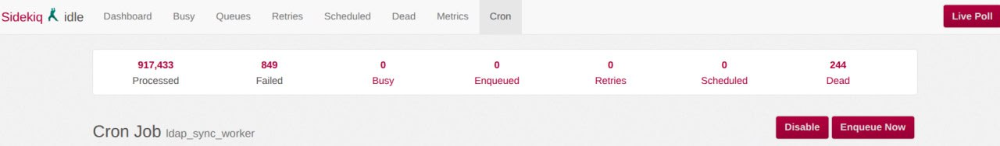 Sidekiq idle Dashboard Busy Queues Retries Scheduled Dead Metrics Cron Live Poll
917,433 849 0 0 0 0 244
Processed Failed Busy Enqueued Retries Scheduled Dead
Cron Job ldap_sync_worker Disable Enqueue Now